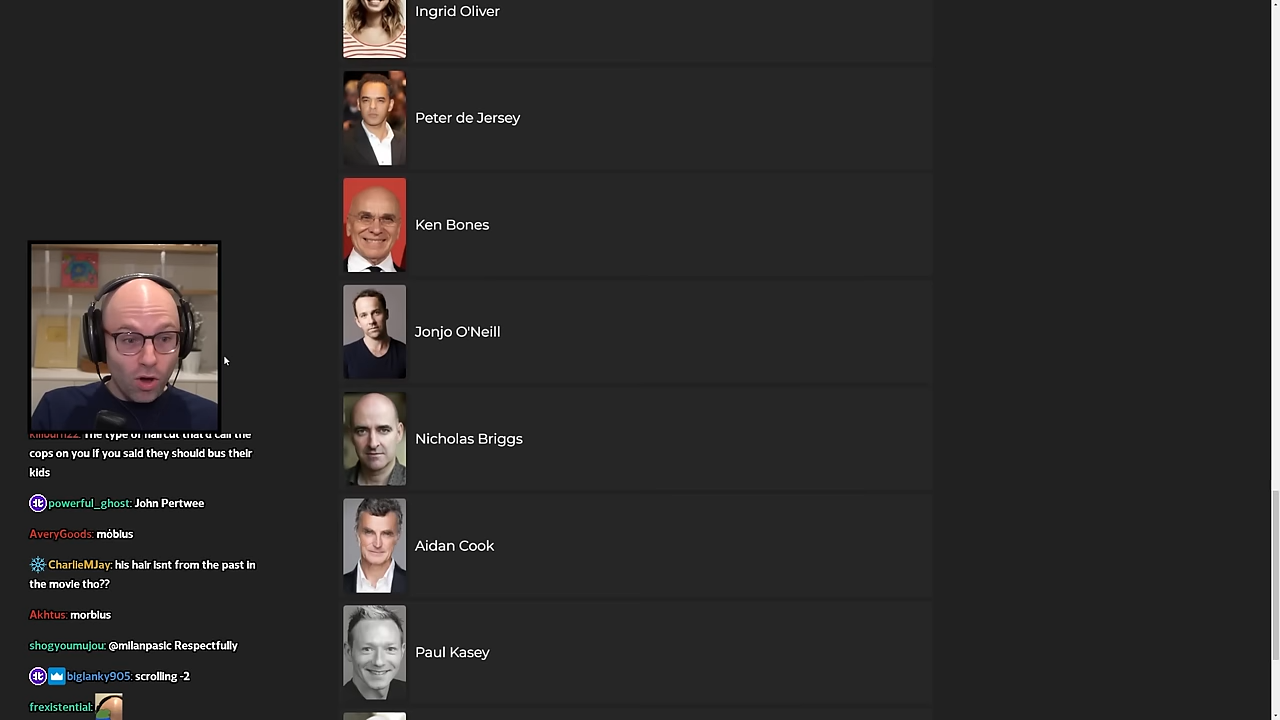 Ingrid Oliver
Peter de Jersey
Ken Bones
Jonjo O'Neill
Nicholas Briggs
Aidan Cook
Paul Kasey
The type of haircut that'd call the
cops on you if you said they should bus their
kids
powerful_ghost: John Pertwee
AveryGoods: möbius
CharlieMJay: his hair isnt from the past in
the movie tho??
Akhtus: morbius
shogyoumujou: @milanpasic Respectfully
biglanky905: scrolling -2
frexistential: